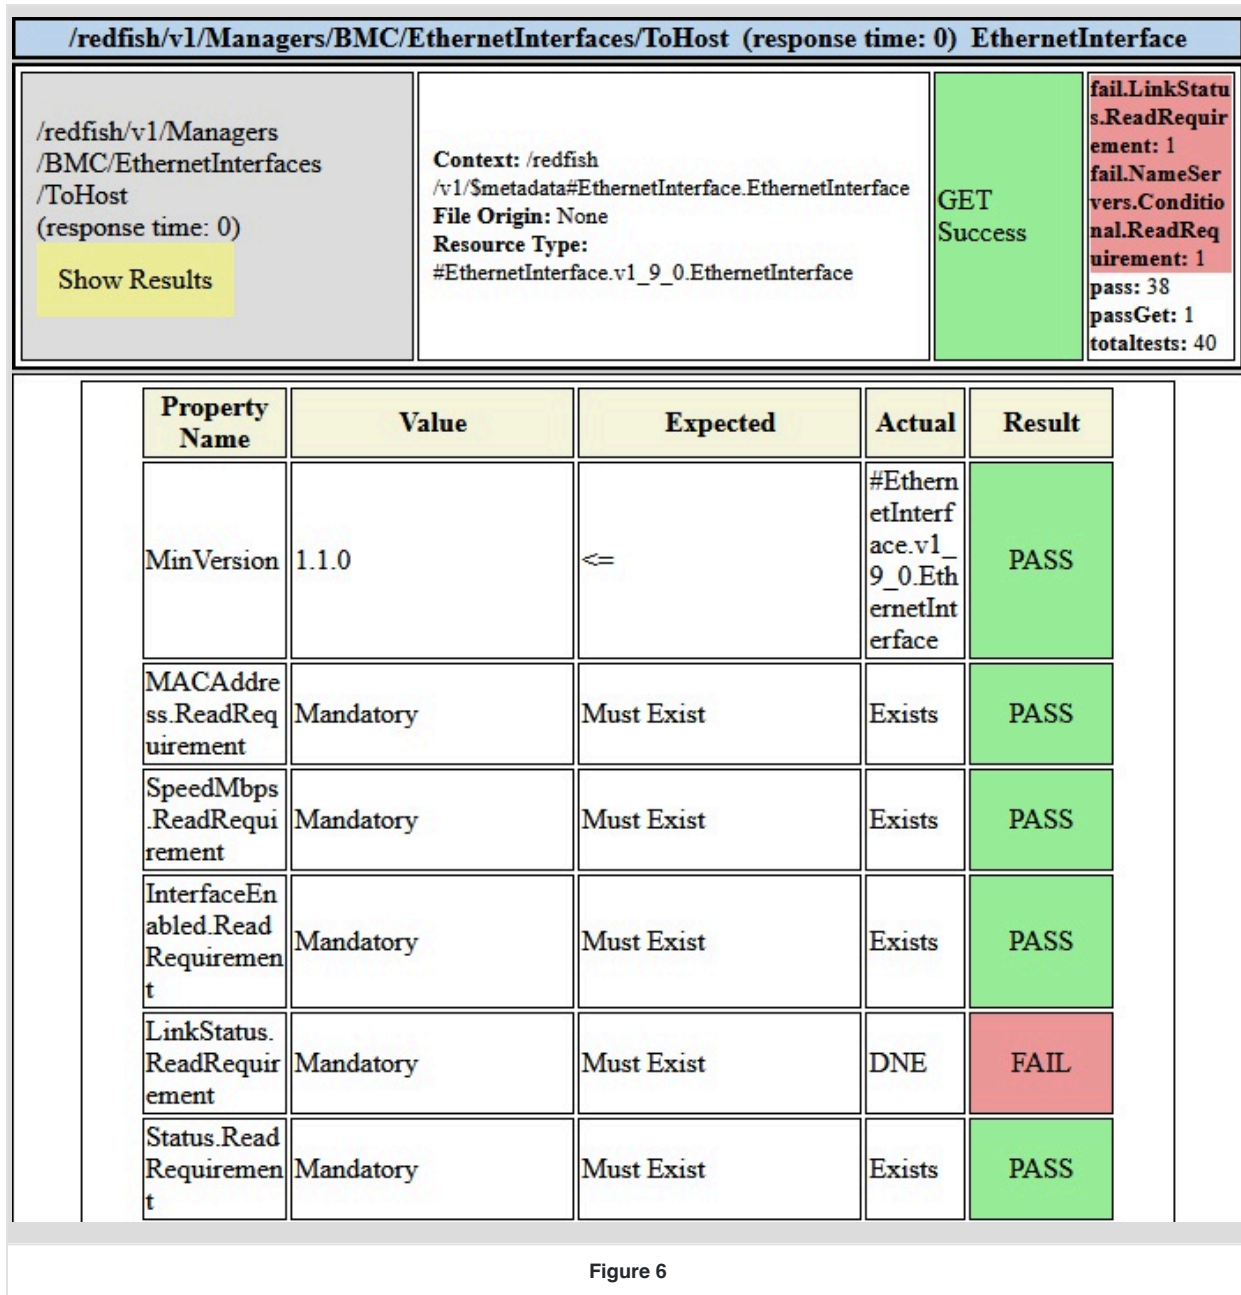 /redfish/v1/Managers/BMC/EthernetInterfaces/ToHost (response time: 0) EthernetInterface
/redfish/v1/Managers
/BMC/EthernetInterfaces
/ToHost
(response time: 0)
Show Results
Context: /redfish
/v1/$metadata#EthernetInterface.EthernetInterface
File Origin: None
Resource Type:
#EthernetInterface.v1_9_0.EthernetInterface
GET
Success
fail.LinkStatu
s.ReadRequir
ement: 1
fail.NameSer
vers.Conditio
nal.ReadReq
uirement: 1
pass: 38
passGet: 1
totaltests: 40
Property
Name
Value
Expected
Actual
Result
MinVersion
1.1.0
<=
#Ethern
etInterf
ace.v1_
9_0.Eth
ernetInt
erface
PASS
MACAddre
ss.ReadReq
uirement
Mandatory
Must Exist
Exists
PASS
SpeedMbps
.ReadRequi
rement
Mandatory
Must Exist
Exists
PASS
InterfaceEn
abled.Read
Requiremen
t
Mandatory
Must Exist
Exists
PASS
LinkStatus.
ReadRequir
ement
Mandatory
Must Exist
DNE
FAIL
Status.Read
Requiremen
t
Mandatory
Must Exist
Exists
PASS
Figure 6